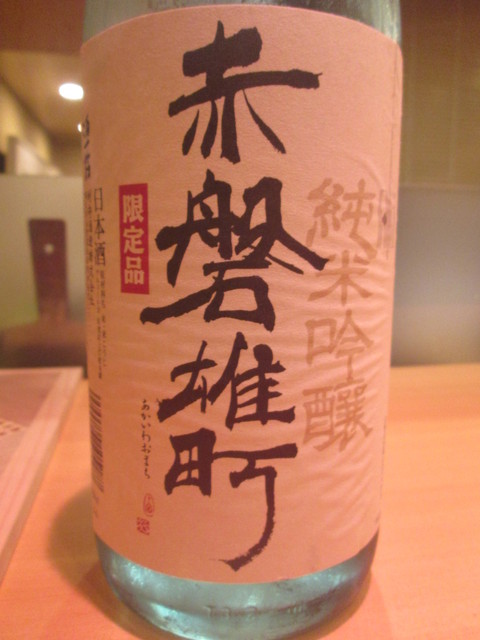 赤磐雄町
純米吟醸
限定品
あかいわおまち
日本酒